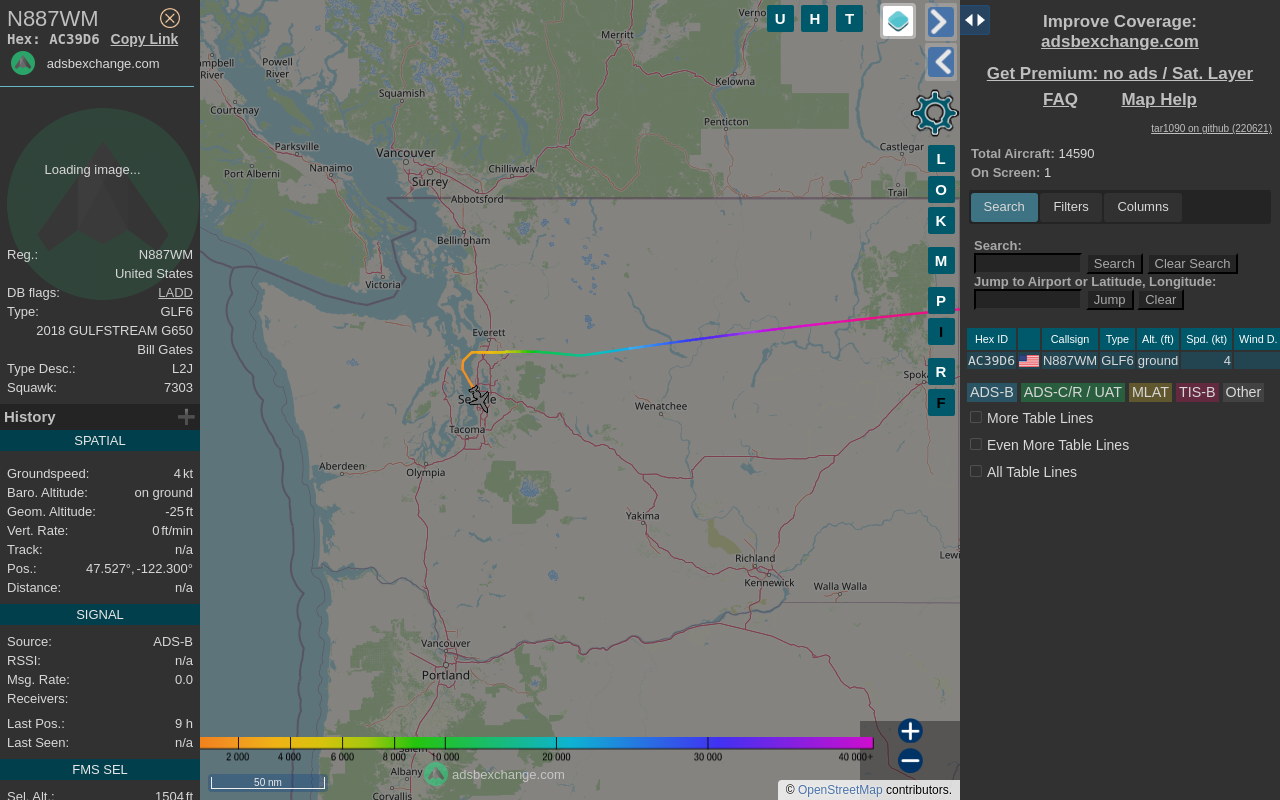 N887WM
Hex: AC39D6 Copy Link
adsbexchange.com
Loading image...
Reg.: N887WM
United States
DB flags: LADD
Type: GLF6
2018 GULFSTREAM G650
Bill Gates
Type Desc.: L2J
Squawk: 7303
History
SPATIAL
Groundspeed: 4 kt
Baro. Altitude: on ground
Geom. Altitude: -25 ft
Vert. Rate: 0 ft/min
Track: n/a
Pos.: 47.527°, -122.300°
Distance: n/a
SIGNAL
Source: ADS-B
RSSI: n/a
Msg. Rate: 0.0
Receivers:
Last Pos.: 9 h
Last Seen: n/a
FMS SEL
Sel. Alt.: 1504 ft
River
Powell
River
Courtenay
Squamish
Merritt
Kelowna
Penticton
Castlegar
Trail
Parksville
Nanaimo
Port Alberni
Vancouver
Surrey
Chilliwack
Abbotsford
Bellingham
Victoria
Everett
Wenatchee
Tacoma
Aberdeen
Olympia
Yakima
Richland
Kennewick
Walla Walla
Vancouver
Portland
Albany
Corvallis
U H T
L
O
K
M
P
I
R
F
2 000 4 000 6 000 8 000 10 000 20 000 30 000 40 000+
50 nm
adsbexchange.com
© OpenStreetMap contributors.
Improve Coverage:
adsbexchange.com
Get Premium: no ads / Sat. Layer
FAQ Map Help
tar1090 on github (220621)
Total Aircraft: 14590
On Screen: 1
Search Filters Columns
Search:
Search Clear Search
Jump to Airport or Latitude, Longitude:
Jump Clear
Hex ID Callsign Type Alt. (ft) Spd. (kt) Wind D.
AC39D6 N887WM GLF6 ground 4
ADS-B ADS-C/R / UAT MLAT TIS-B Other
More Table Lines
Even More Table Lines
All Table Lines